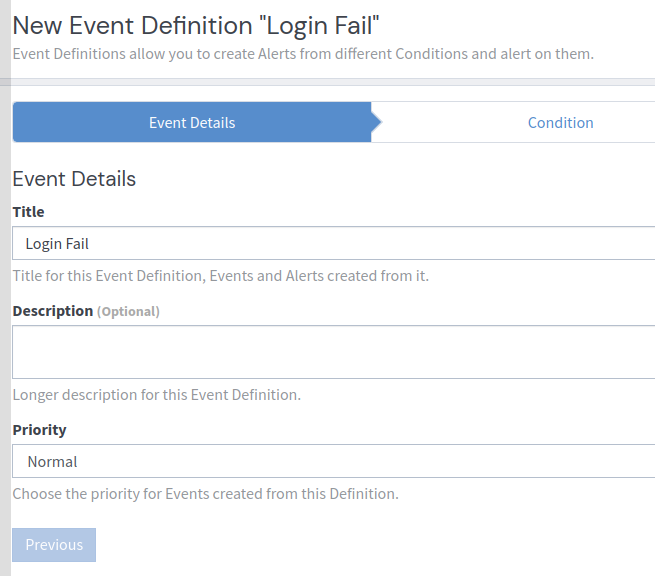 New Event Definition "Login Fail"
Event Definitions allow you to create Alerts from different Conditions and alert on them.
Event Details
Condition
Event Details
Title
Login Fail
Title for this Event Definition, Events and Alerts created from it.
Description (Optional)
Longer description for this Event Definition.
Priority
Normal
Choose the priority for Events created from this Definition.
Previous